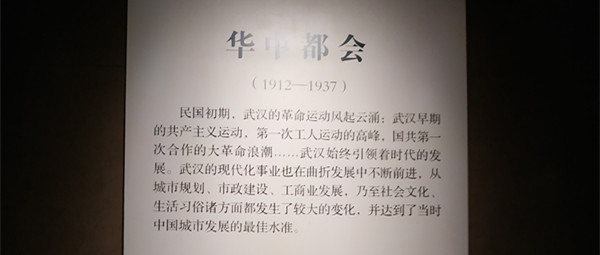 华中都会
（1912—1937）
民国初期，武汉的革命运动风起云涌：武汉早期
的共产主义运动，第一次工人运动的高峰，国共第一
次合作的大革命浪潮……武汉始终引领着时代的发
展。武汉的现代化事业也在曲折发展中不断前进，从
城市规划、市政建设、工商业发展，乃至社会文化、
生活习俗诸方面都发生了较大的变化，并达到了当时
中国城市发展的最佳水准。